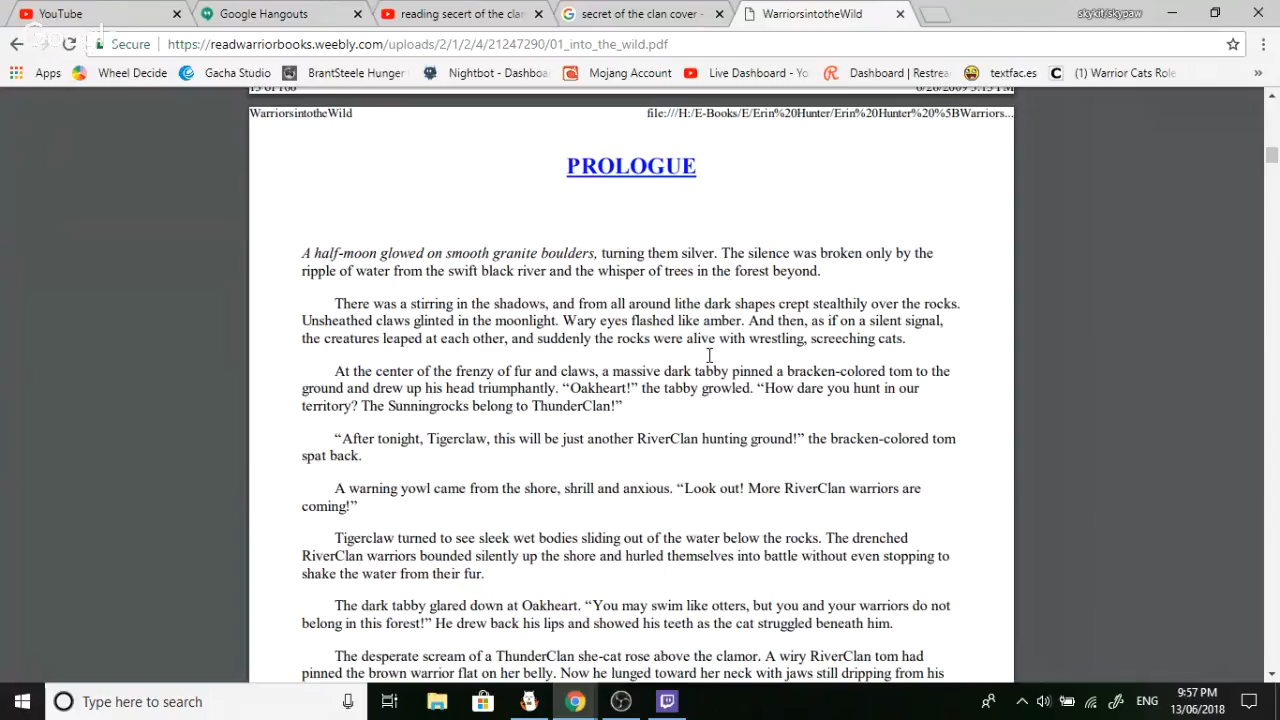 YouTube
Google Hangouts
reading secret of the clan
secret of the clan cover -
WarriorsintotheWild
skykit/skypaw
Secure
https://readwarriorbooks.weebly.com/uploads/2/1/2/4/21247290/01_into_the_wild.pdf
Apps
Wheel Decide
Gacha Studio
BrantSteele Hunger
Nightbot - Dashboa
Mojang Account
Live Dashboard - Yo
Dashboard | Restrea
textfac.es
(1) Warrior Cats Role
WarriorsintotheWild
file:///H:/E-Books/E/Erin%20Hunter/Erin%20Hunter%20%5BWarriors...
PROLOGUE
A half-moon glowed on smooth granite boulders, turning them silver. The silence was broken only by the
ripple of water from the swift black river and the whisper of trees in the forest beyond.
There was a stirring in the shadows, and from all around lithe dark shapes crept stealthily over the rocks.
Unsheathed claws glinted in the moonlight. Wary eyes flashed like amber. And then, as if on a silent signal,
the creatures leaped at each other, and suddenly the rocks were alive with wrestling, screeching cats.
At the center of the frenzy of fur and claws, a massive dark tabby pinned a bracken-colored tom to the
ground and drew up his head triumphantly. “Oakheart!” the tabby growled. “How dare you hunt in our
territory? The Sunningrocks belong to ThunderClan!”
“After tonight, Tigerclaw, this will be just another RiverClan hunting ground!” the bracken-colored tom
spat back.
A warning yowl came from the shore, shrill and anxious. “Look out! More RiverClan warriors are
coming!”
Tigerclaw turned to see sleek wet bodies sliding out of the water below the rocks. The drenched
RiverClan warriors bounded silently up the shore and hurled themselves into battle without even stopping to
shake the water from their fur.
The dark tabby glared down at Oakheart. “You may swim like otters, but you and your warriors do not
belong in this forest!” He drew back his lips and showed his teeth as the cat struggled beneath him.
The desperate scream of a ThunderClan she-cat rose above the clamor. A wiry RiverClan tom had
pinned the brown warrior flat on her belly. Now he lunged toward her neck with jaws still dripping from his
Type here to search
ENG
9:57 PM
13/06/2018